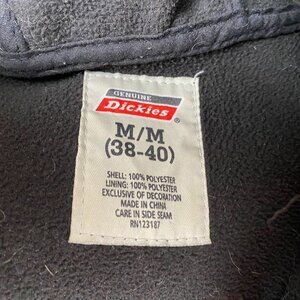 GENUINE
Dickies®
M/M
(38-40)
SHELL: 100% POLYESTER
LINING: 100% POLYESTER
EXCLUSIVE OF DECORATION
MADE IN CHINA
CARE IN SIDE SEAM
RN123187